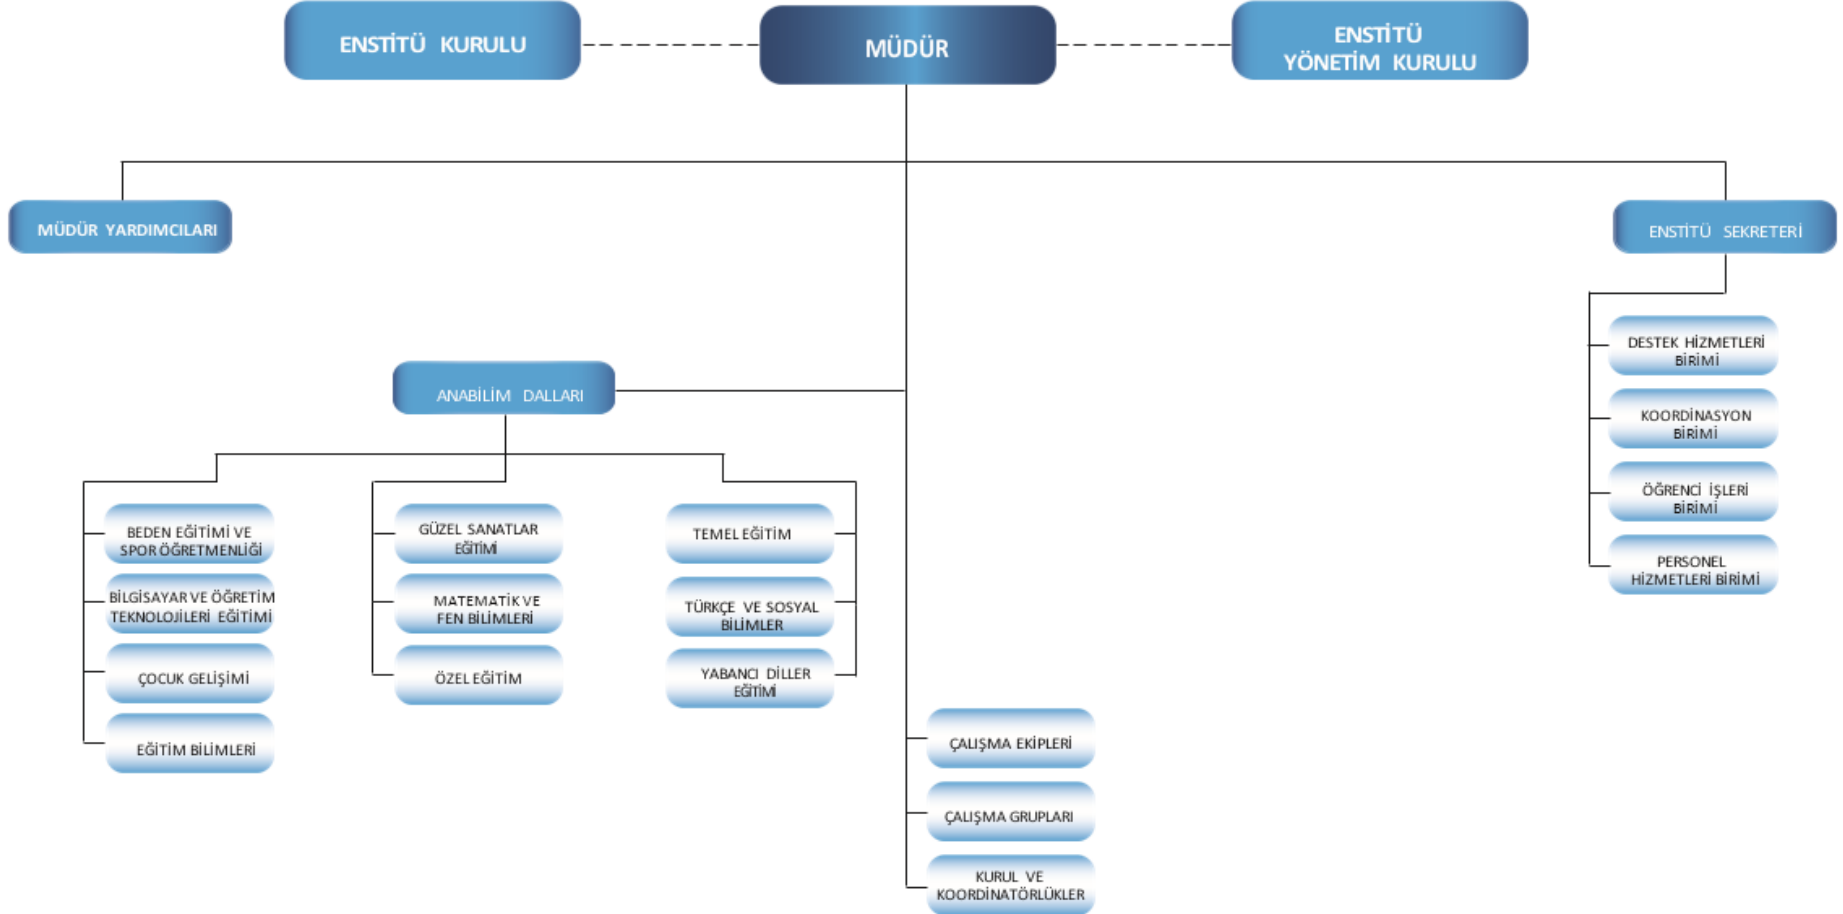 ENSTİTÜ KURULU
MÜDÜR
ENSTİTÜ
YÖNETİM KURULU
MÜDÜR YARDIMCILARI
ENSTİTÜ SEKRETERİ
DESTEK HİZMETLERİ
BİRİMİ
KOORDİNASYON
BİRİMİ
ÖĞRENCİ İŞLERİ
BİRİMİ
PERSONEL
HİZMETLERİ BİRİMİ
ANABİLİM DALLARI
BEDEN EĞİTİMİ VE
SPOR ÖĞRETMENLİĞİ
BİLGİSAYAR VE ÖĞRETİM
TEKNOLOJİLERİ EĞİTİMİ
ÇOCUK GELİŞİMİ
EĞİTİM BİLİMLERİ
GÜZEL SANATLAR
EĞİTİMİ
MATEMATİK VE
FEN BİLİMLERİ
ÖZEL EĞİTİM
TEMEL EĞİTİM
TÜRKÇE VE SOSYAL
BİLİMLER
YABANCI DİLLER
EĞİTİMİ
ÇALIŞMA EKİPLERİ
ÇALIŞMA GRUPLARI
KURUL VE
KOORDİNATÖRLÜKLER